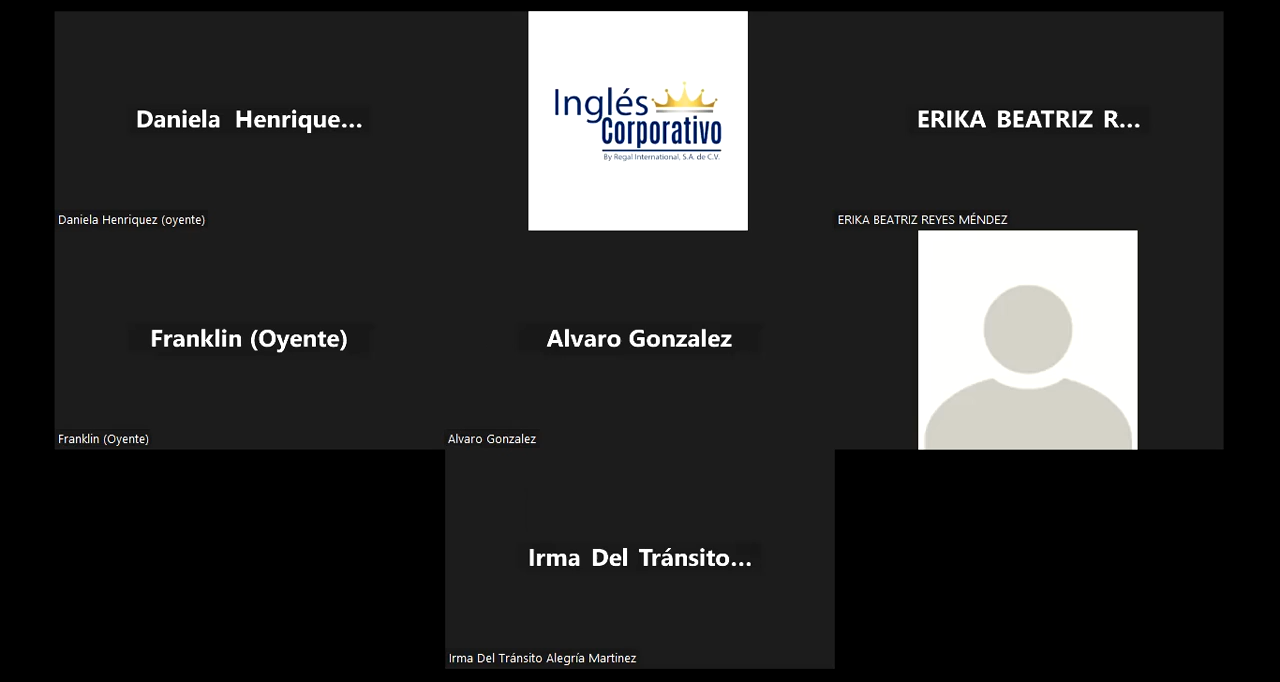 Daniela Henrique...
Daniela Henriquez (oyente)
Inglés
Corporativo
By Regal International, S.A. de C.V.
ERIKA BEATRIZ R...
ERIKA BEATRIZ REYES MÉNDEZ
Franklin (Oyente)
Franklin (Oyente)
Alvaro Gonzalez
Alvaro Gonzalez
Irma Del Tránsito...
Irma Del Tránsito Alegría Martinez